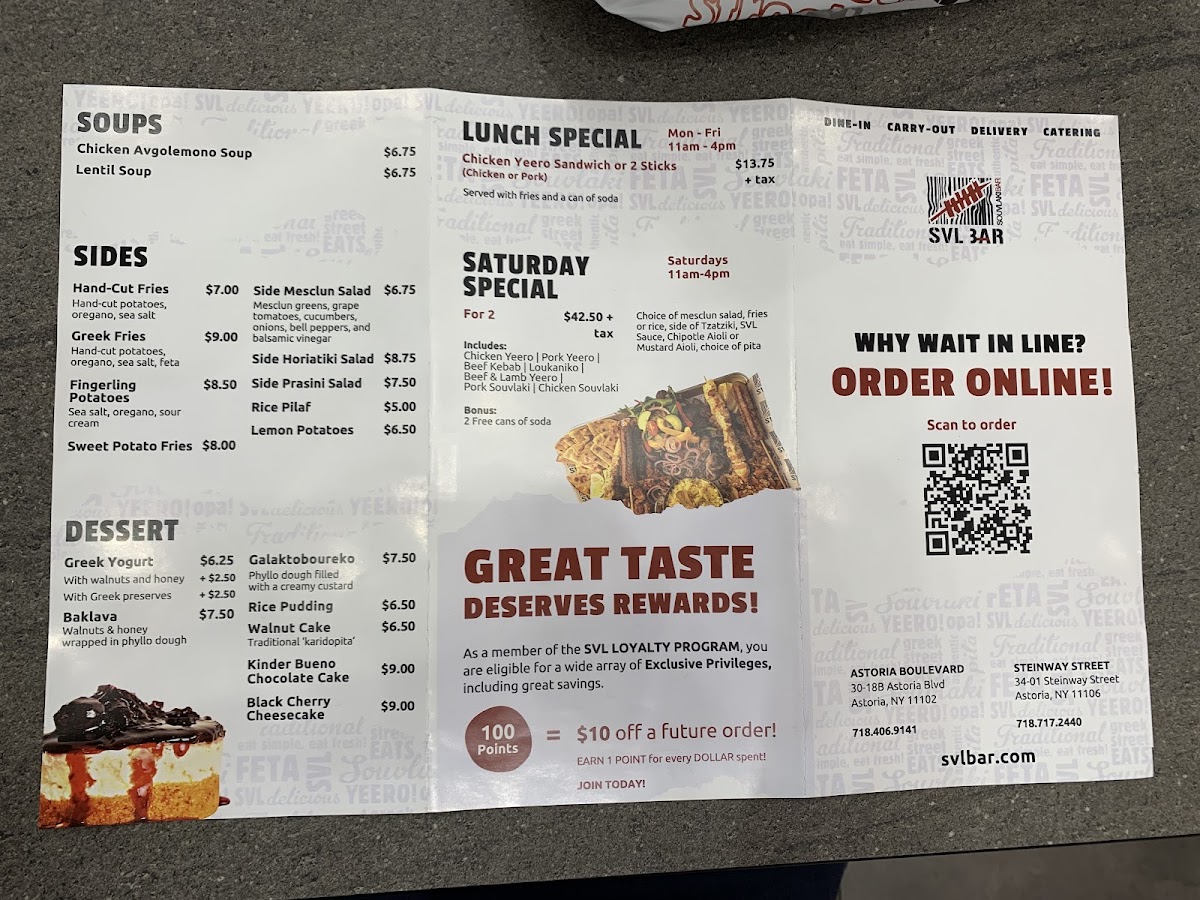 SOUPS
Chicken Avgolemono Soup $6.75
Lentil Soup $6.75
SIDES
Hand-Cut Fries $7.00
Hand-cut potatoes,
oregano, sea salt
Greek Fries $9.00
Hand-cut potatoes,
oregano, sea salt, feta
Fingerling
Potatoes $8.50
Sea salt, oregano, sour
cream
Sweet Potato Fries $8.00
Side Mesclun Salad $6.75
Mesclun greens, grape
tomatoes, cucumbers,
onions, bell peppers, and
balsamic vinegar
Side Horiatiki Salad $8.75
Side Prasini Salad $7.50
Rice Pilaf $5.00
Lemon Potatoes $6.50
DESSERT
Greek Yogurt $6.25
With walnuts and honey + $2.50
With Greek preserves + $2.50
Baklava $7.50
Walnuts & honey
wrapped in phyllo dough
Galaktoboureko $7.50
Phyllo dough filled
with a creamy custard
Rice Pudding $6.50
Walnut Cake $6.50
Traditional 'karidopita'
Kinder Bueno
Chocolate Cake $9.00
Black Cherry
Cheesecake $9.00
LUNCH SPECIAL
Mon - Fri
11am - 4pm
Chicken Yeero Sandwich or 2 Sticks $13.75
(Chicken or Pork) + tax
Served with fries and a can of soda
SATURDAY
SPECIAL
Saturdays
11am-4pm
For 2 $42.50 +
tax
Includes:
Chicken Yeero | Pork Yeero |
Beef Kebab | Loukaniko |
Beef & Lamb Yeero |
Pork Souvlaki | Chicken Souvlaki
Bonus:
2 Free cans of soda
Choice of mesclun salad, fries
or rice, side of Tzatziki, SVL
Sauce, Chipotle Aioli or
Mustard Aioli, choice of pita
GREAT TASTE
DESERVES REWARDS!
As a member of the SVL LOYALTY PROGRAM, you
are eligible for a wide array of Exclusive Privileges,
including great savings.
100
Points
= $10 off a future order!
EARN 1 POINT for every DOLLAR spent!
JOIN TODAY!
DINE-IN CARRY-OUT DELIVERY CATERING
SOUVLAKI BAR
SVL BAR
WHY WAIT IN LINE?
ORDER ONLINE!
Scan to order
ASTORIA BOULEVARD
30-18B Astoria Blvd
Astoria, NY 11102
718.406.9141
STEINWAY STREET
34-01 Steinway Street
Astoria, NY 11106
718.717.2440
svlbar.com